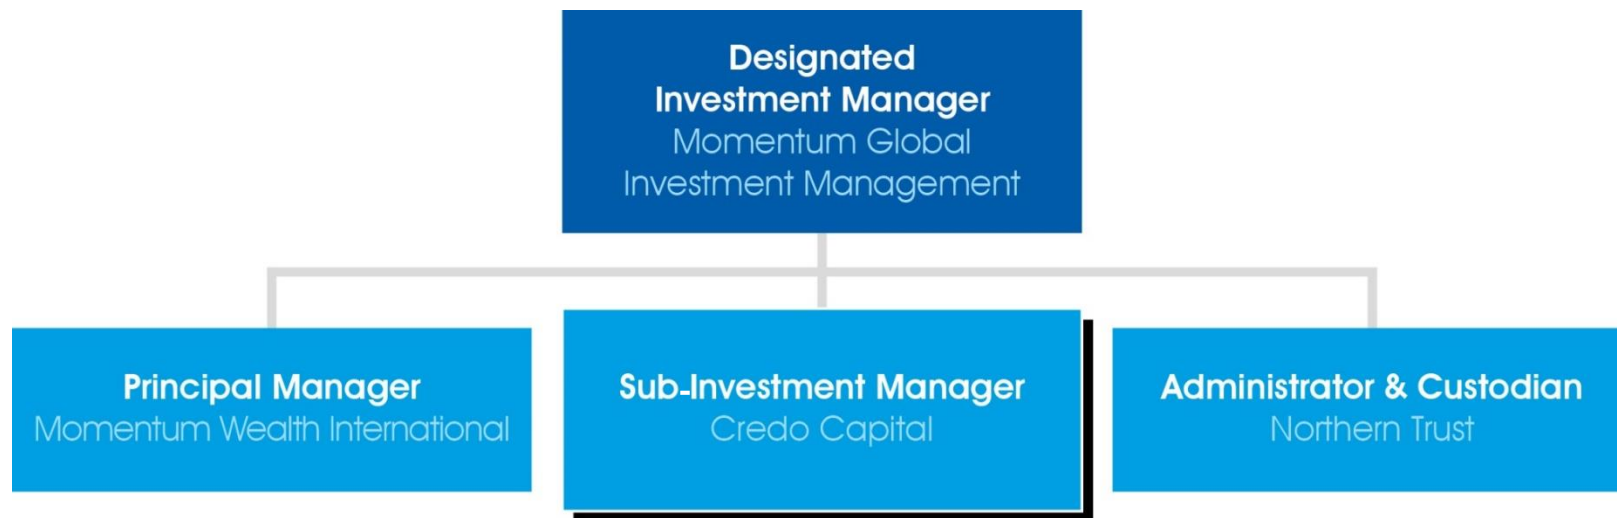 Designated
Investment Manager
Momentum Global
Investment Management
Principal Manager
Momentum Wealth International
Sub-Investment Manager
Credo Capital
Administrator & Custodian
Northern Trust